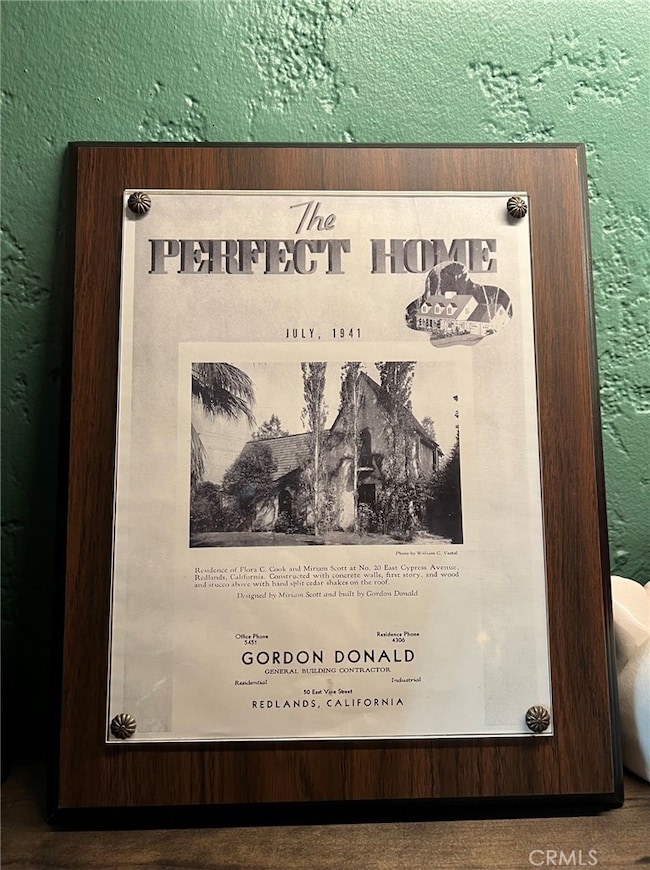 The
PERFECT HOME
JULY, 1941
Photo by William C. Vestal
Residence of Flora C. Cook and Miriam Scott at No. 20 East Cypress Avenue,
Redlands, California. Constructed with concrete walls, first story, and wood
and stucco above with hand split cedar shakes on the roof.
Designed by Miriam Scott and built by Gordon Donald
Office Phone Residence Phone
5451 4306
GORDON DONALD
GENERAL BUILDING CONTRACTOR
Residential Industrial
50 East Vine Street
REDLANDS, CALIFORNIA
CRMLS